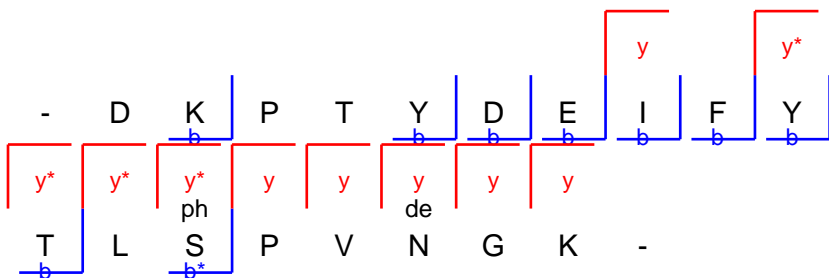 y y*
- D K P T Y D E I F Y
b b b b b b b
y* y* y* y y y y y
ph de
T L S P V N G K -
b b*